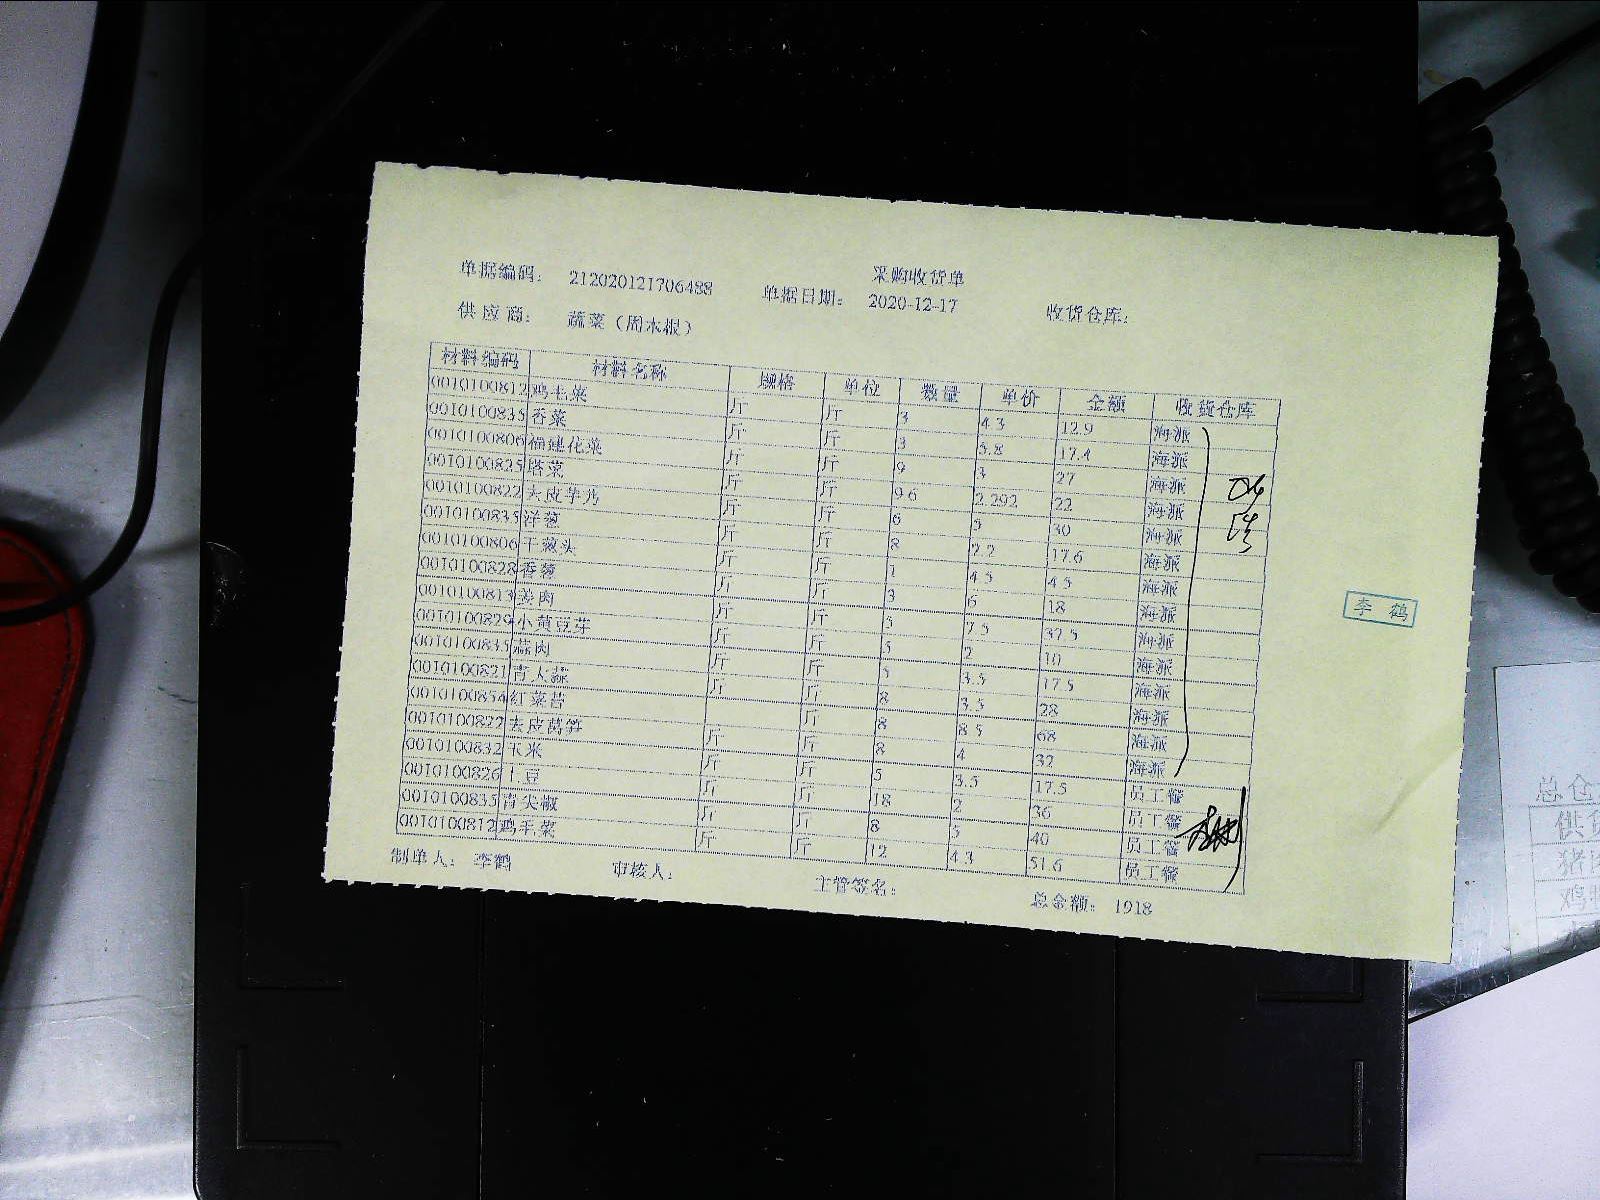 采购收货单
单据编码： 212020121706488 单据日期： 2020-12-17 收货仓库：
供应商： 蔬菜（周木根）
材料编码 材料名称 规格 单位 数量 单价 金额 收货仓库
0010100812 鸡毛菜 斤 斤 3 4.3 12.9 海派
0010100835 香菜 斤 斤 3 5.8 17.4 海派
0010100806 福建花菜 斤 斤 9 3 27 海派
0010100825 塔菜 斤 斤 9.6 2.292 22 海派
0010100822 去皮芋艿 斤 斤 6 5 30 海派
0010100835 洋葱 斤 斤 8 2.2 17.6 海派
0010100806 干葱头 斤 斤 1 4.5 4.5 海派
0010100828 香葱 斤 斤 3 6 18 海派
0010100813 姜肉 斤 斤 5 7.5 37.5 海派
0010100829 小黄豆芽 斤 斤 5 2 10 海派
0010100835 蒜肉 斤 斤 5 3.5 17.5 海派
0010100821 青大蒜 斤 斤 8 3.5 28 海派
0010100854 红菜苔 斤 8 8.5 68 海派
0010100822 去皮莴笋 斤 斤 8 4 32 海派
0010100832 玉米 斤 斤 5 3.5 17.5 员工餐
0010100826 土豆 斤 斤 18 2 36 员工餐
0010100835 青尖椒 斤 斤 8 5 40 员工餐
0010100812 鸡毛菜 斤 斤 12 4.3 51.6 员工餐
制单人： 李鹤 审核人： 主管签名： 总金额： 1918
李 鹤
总仓
供货